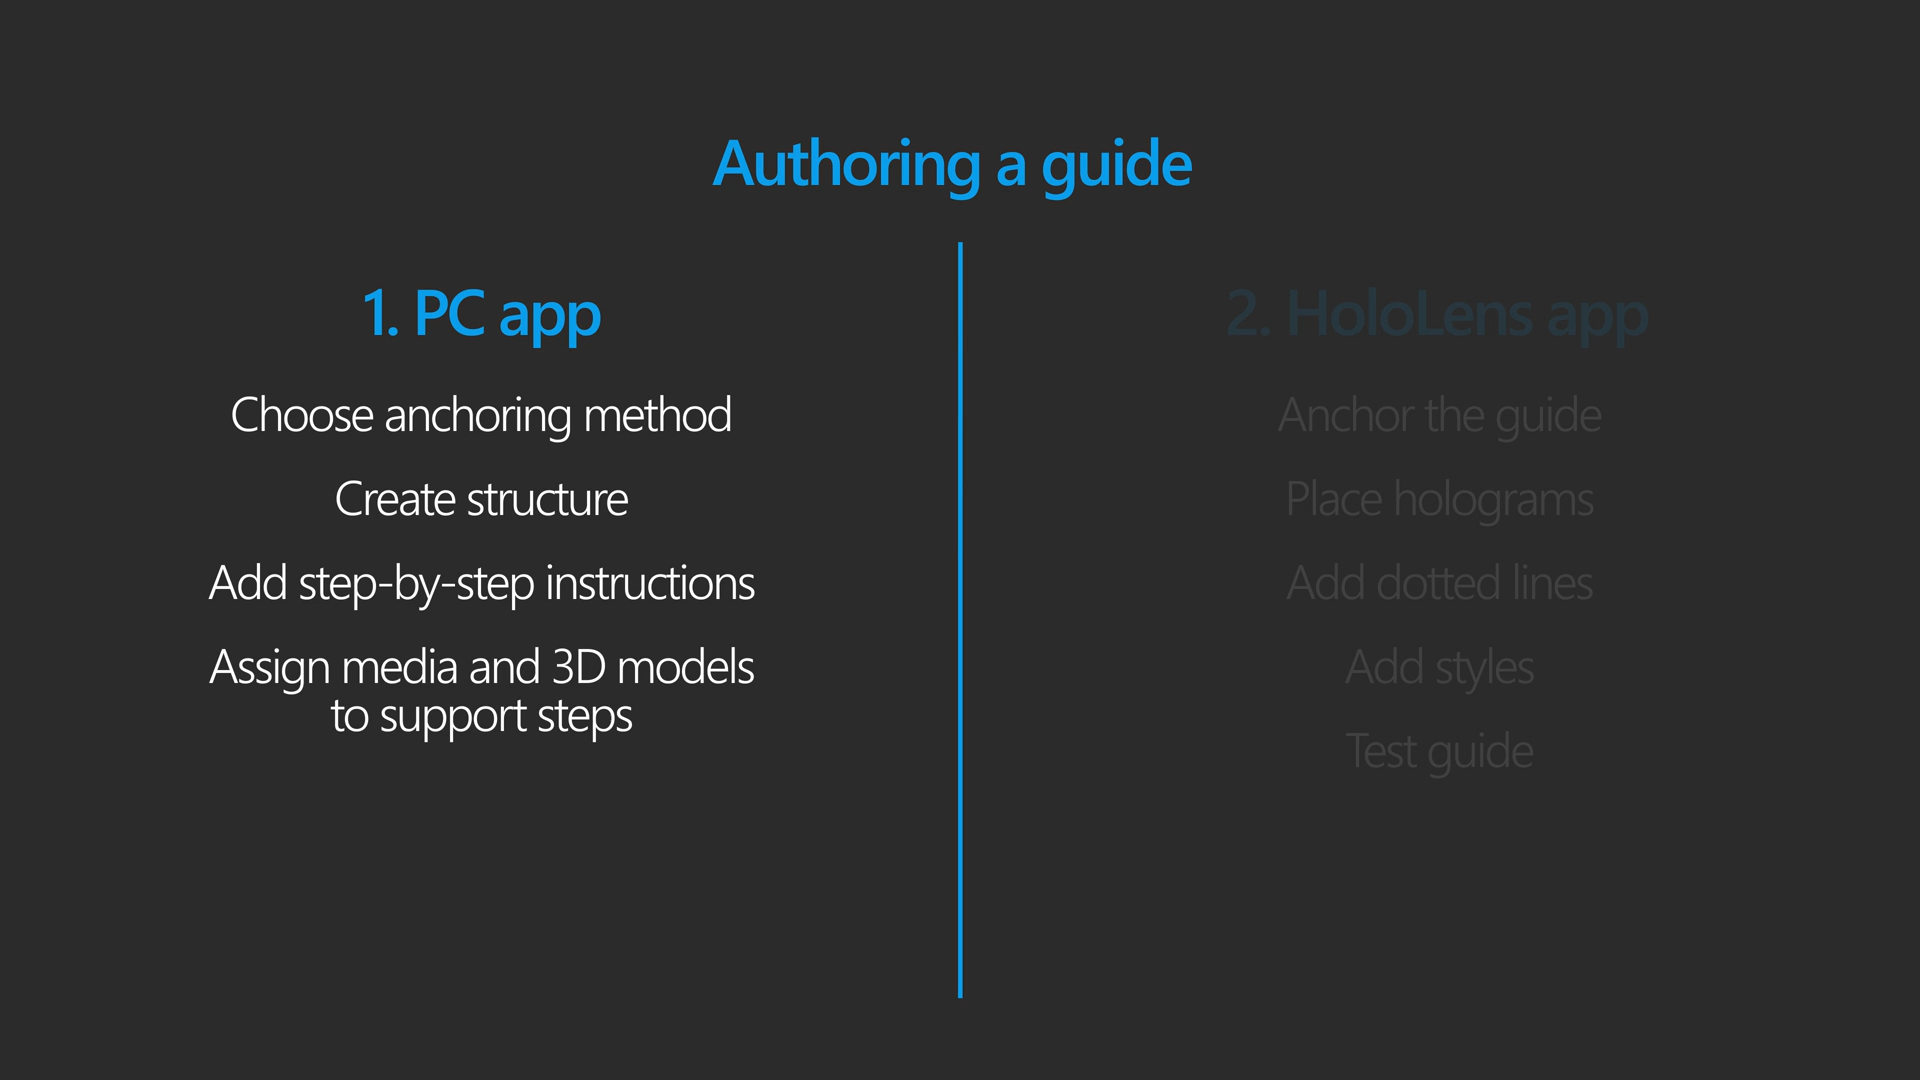 Authoring a guide
1. PC app
Choose anchoring method
Create structure
Add step-by-step instructions
Assign media and 3D models
to support steps
2. HoloLens app
Anchor the guide
Place holograms
Add dotted lines
Add styles
Test guide